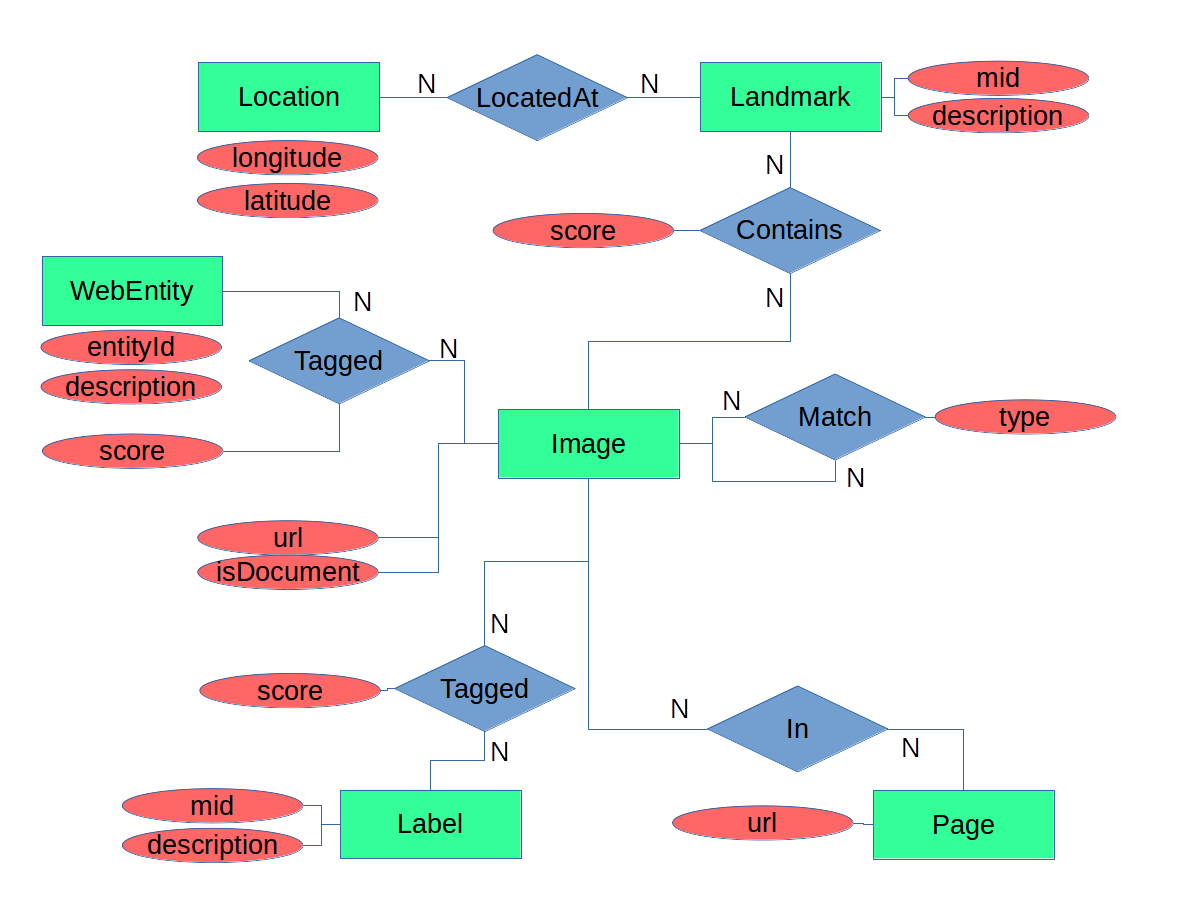 Location
N
LocatedAt
N
Landmark
mid
description
longitude
latitude
N
score
Contains
N
WebEntity
N
entityId
description
Tagged
N
score
Image
N
Match
type
N
url
isDocument
N
score
Tagged
N
N
In
N
mid
description
Label
url
Page